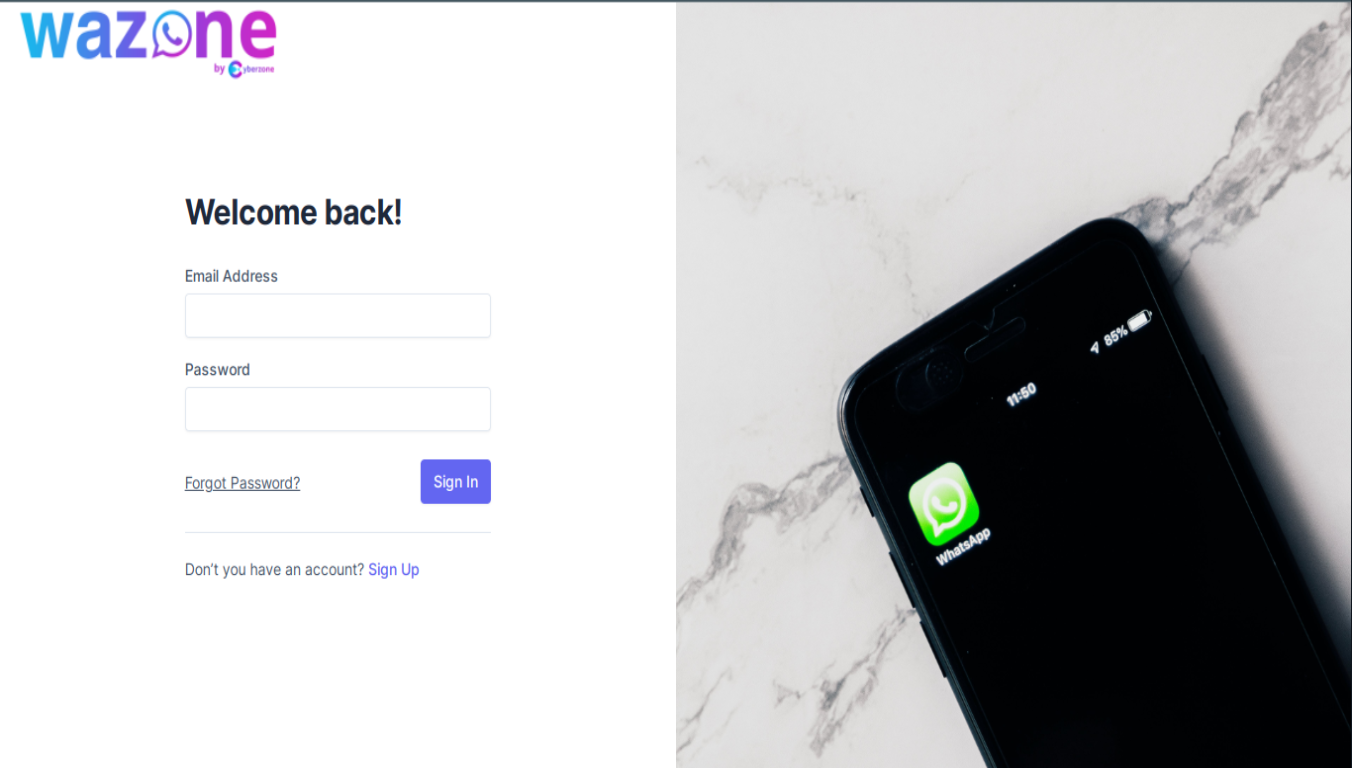 wazone
by Cyberzone
Welcome back!
Email Address
Password
Forgot Password?
Sign In
Don't you have an account? Sign Up
85%
11:50
WhatsApp